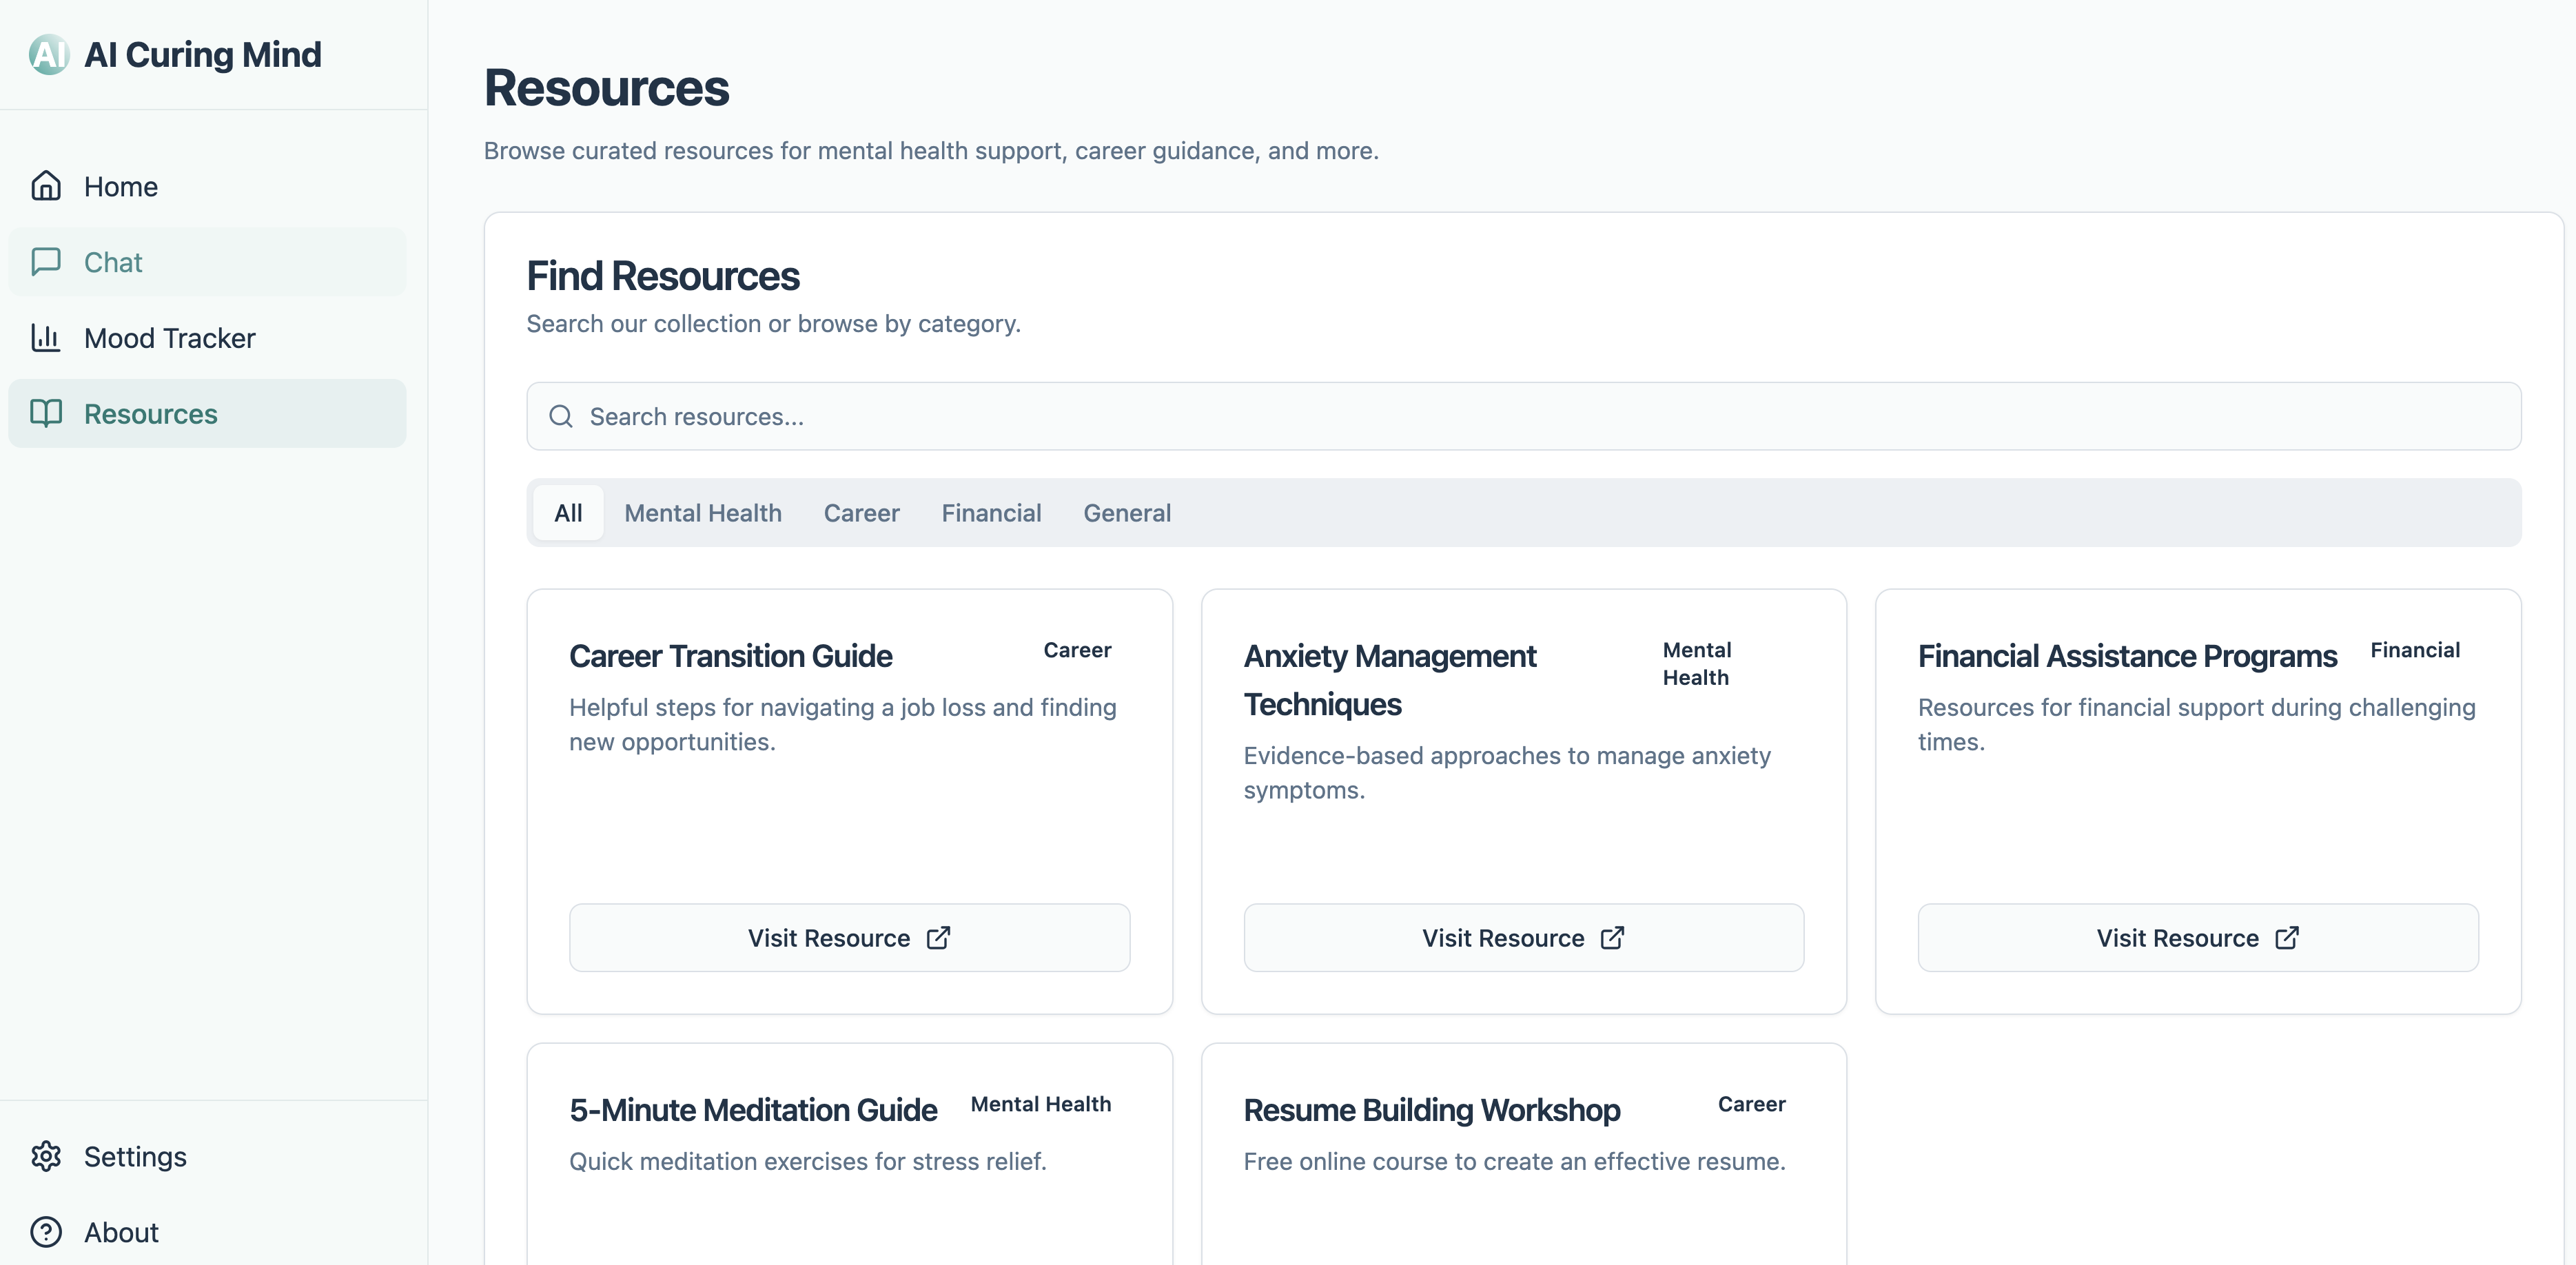 AI AI Curing Mind
Home
Chat
Mood Tracker
Resources
Settings
About
Resources
Browse curated resources for mental health support, career guidance, and more.
Find Resources
Search our collection or browse by category.
Search resources...
All Mental Health Career Financial General
Career Transition Guide
Career
Helpful steps for navigating a job loss and finding
new opportunities.
Visit Resource
Anxiety Management
Techniques
Mental
Health
Evidence-based approaches to manage anxiety
symptoms.
Visit Resource
Financial Assistance Programs
Financial
Resources for financial support during challenging
times.
Visit Resource
5-Minute Meditation Guide
Mental Health
Quick meditation exercises for stress relief.
Resume Building Workshop
Career
Free online course to create an effective resume.